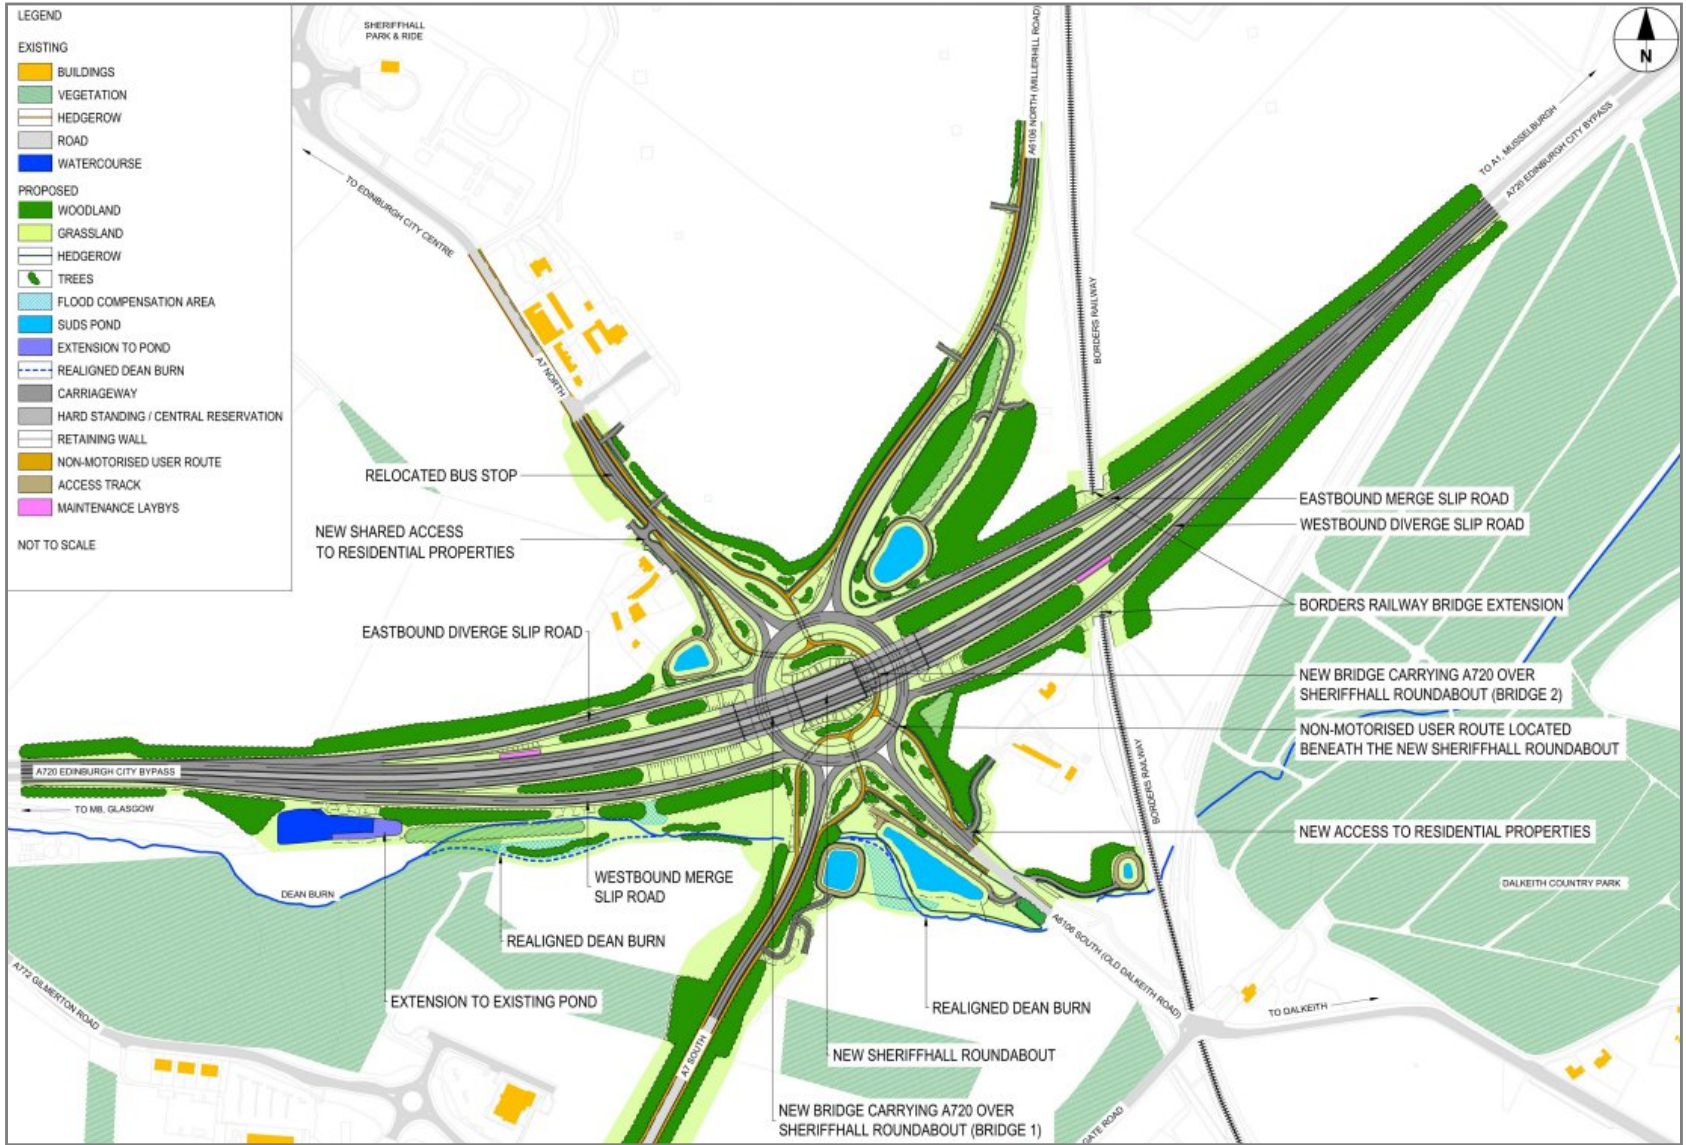 LEGEND
EXISTING
BUILDINGS
VEGETATION
HEDGEROW
ROAD
WATERCOURSE
PROPOSED
WOODLAND
GRASSLAND
HEDGEROW
TREES
FLOOD COMPENSATION AREA
SUDS POND
EXTENSION TO POND
REALIGNED DEAN BURN
CARRIAGEWAY
HARD STANDING / CENTRAL RESERVATION
RETAINING WALL
NON-MOTORISED USER ROUTE
ACCESS TRACK
MAINTENANCE LAYBYS
NOT TO SCALE
SHERIFFHALL
PARK & RIDE
A6106 NORTH (MILLERHILL ROAD)
N
TO A1, MUSSELBURGH
A720 EDINBURGH CITY BYPASS
TO EDINBURGH CITY CENTRE
BORDERS RAILWAY
A7 NORTH
RELOCATED BUS STOP
NEW SHARED ACCESS
TO RESIDENTIAL PROPERTIES
EASTBOUND DIVERGE SLIP ROAD
EASTBOUND MERGE SLIP ROAD
WESTBOUND DIVERGE SLIP ROAD
BORDERS RAILWAY BRIDGE EXTENSION
NEW BRIDGE CARRYING A720 OVER
SHERIFFHALL ROUNDABOUT (BRIDGE 2)
NON-MOTORISED USER ROUTE LOCATED
BENEATH THE NEW SHERIFFHALL ROUNDABOUT
BORDERS RAILWAY
A720 EDINBURGH CITY BYPASS
TO M8, GLASGOW
NEW ACCESS TO RESIDENTIAL PROPERTIES
DALKEITH COUNTRY PARK
DEAN BURN
WESTBOUND MERGE
SLIP ROAD
REALIGNED DEAN BURN
A6106 SOUTH (OLD DALKEITH ROAD)
EXTENSION TO EXISTING POND
REALIGNED DEAN BURN
TO DALKEITH
A772 GILMERTON ROAD
A7 SOUTH
NEW SHERIFFHALL ROUNDABOUT
NEW BRIDGE CARRYING A720 OVER
SHERIFFHALL ROUNDABOUT (BRIDGE 1)
GATE ROAD